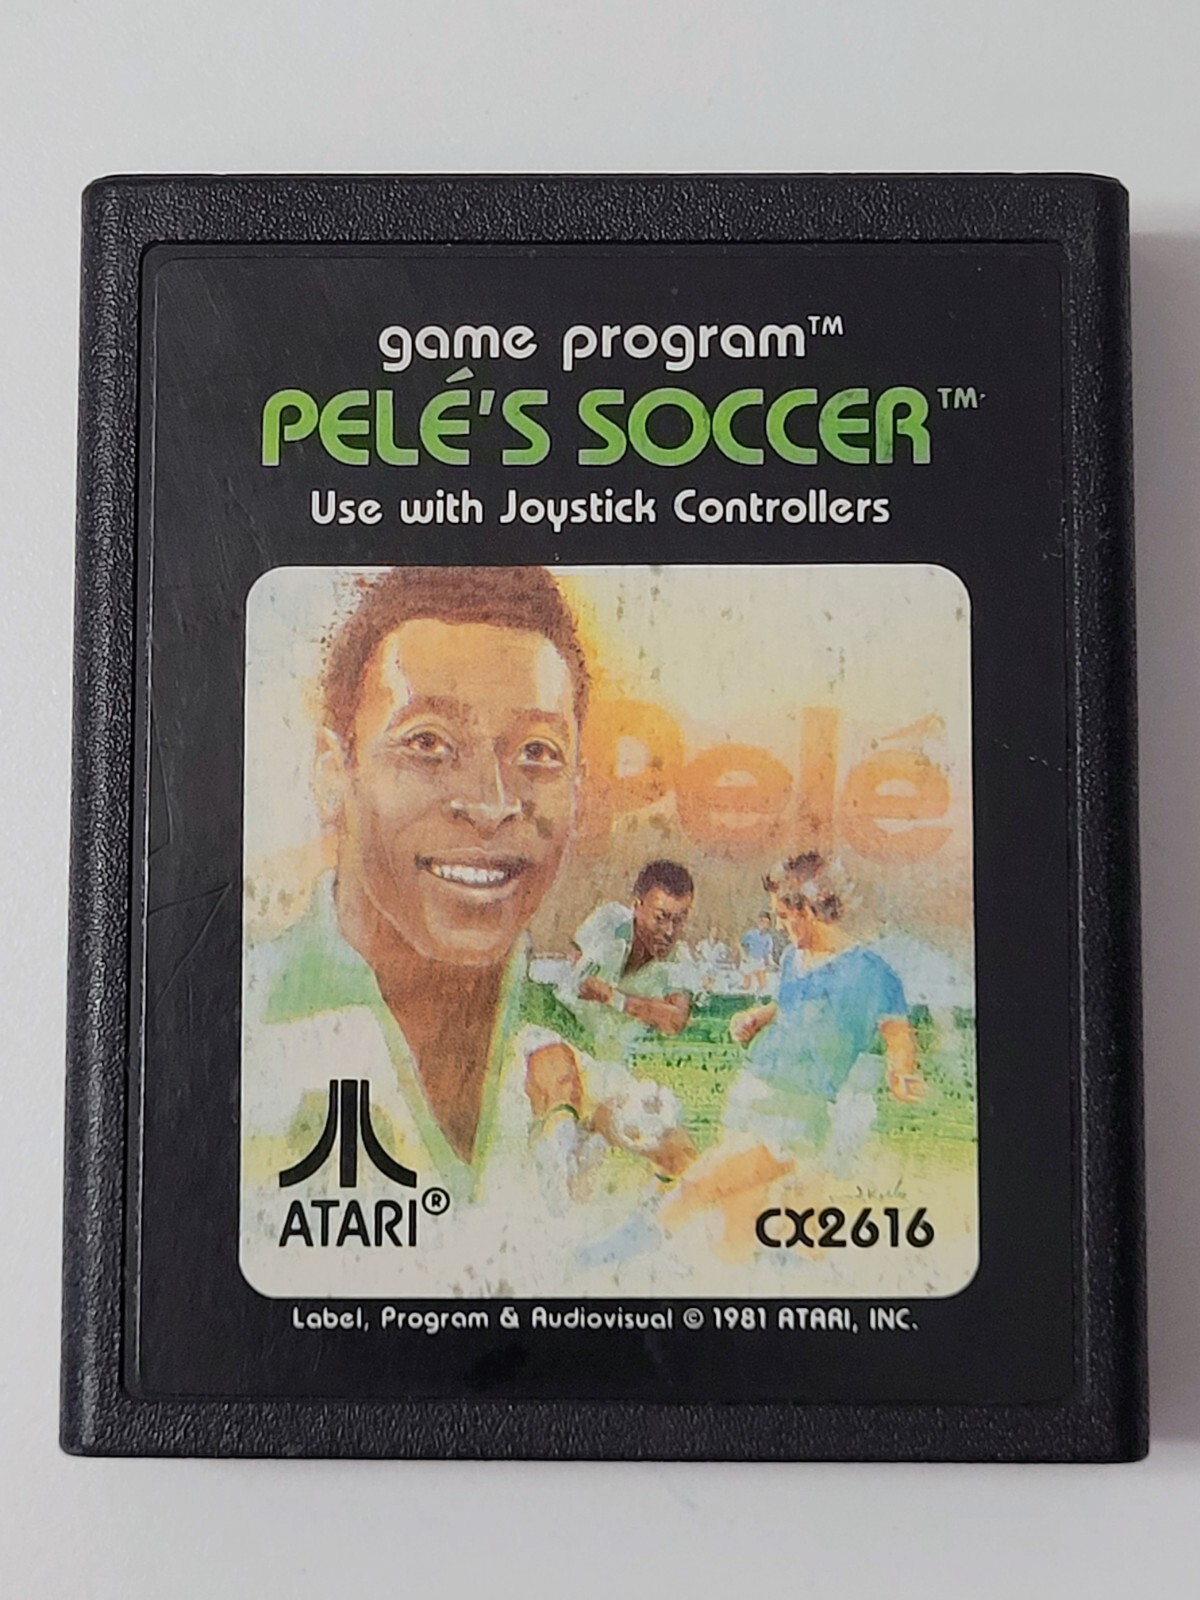 game program™
PELÉ'S SOCCER™
Use with Joystick Controllers
Pelé
ATARI®
CX2616
Label, Program & Audiovisual © 1981 ATARI, INC.